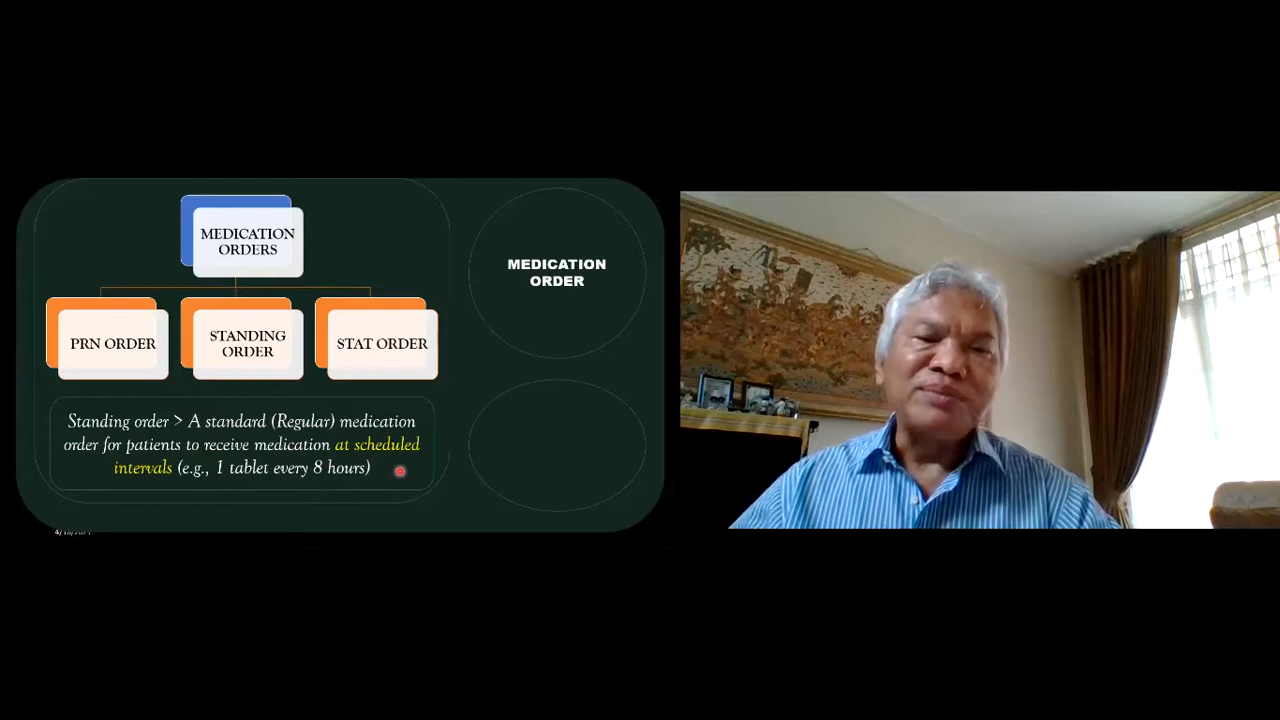 MEDICATION
ORDERS
PRN ORDER
STANDING
ORDER
STAT ORDER
Standing order > A standard (Regular) medication
order for patients to receive medication at scheduled
intervals (e.g., 1 tablet every 8 hours)
MEDICATION
ORDER